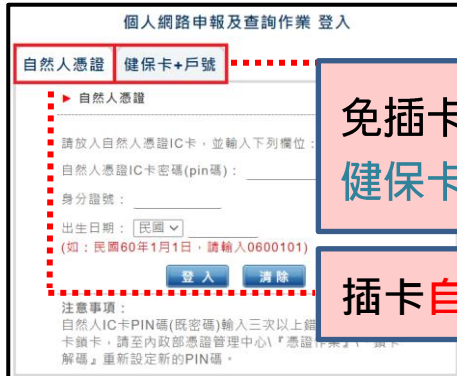 個人網路申報及查詢作業 登入
自然人憑證 健保卡+戶號
▶ 自然人憑證
請放入自然人憑證IC卡，並輸入下列欄位：
自然人憑證IC卡密碼(pin碼)：
身分證號：
出生日期： 民國
(如：民國60年1月1日，請輸入0600101)
登入 清除
免插卡
健保卡
插卡自
注意事項：
自然人IC卡PIN碼(既密碼)輸入三次以上錯
卡鎖卡，請至內政部憑證管理中心\『憑證作業』\
解碼』重新設定新的PIN碼。